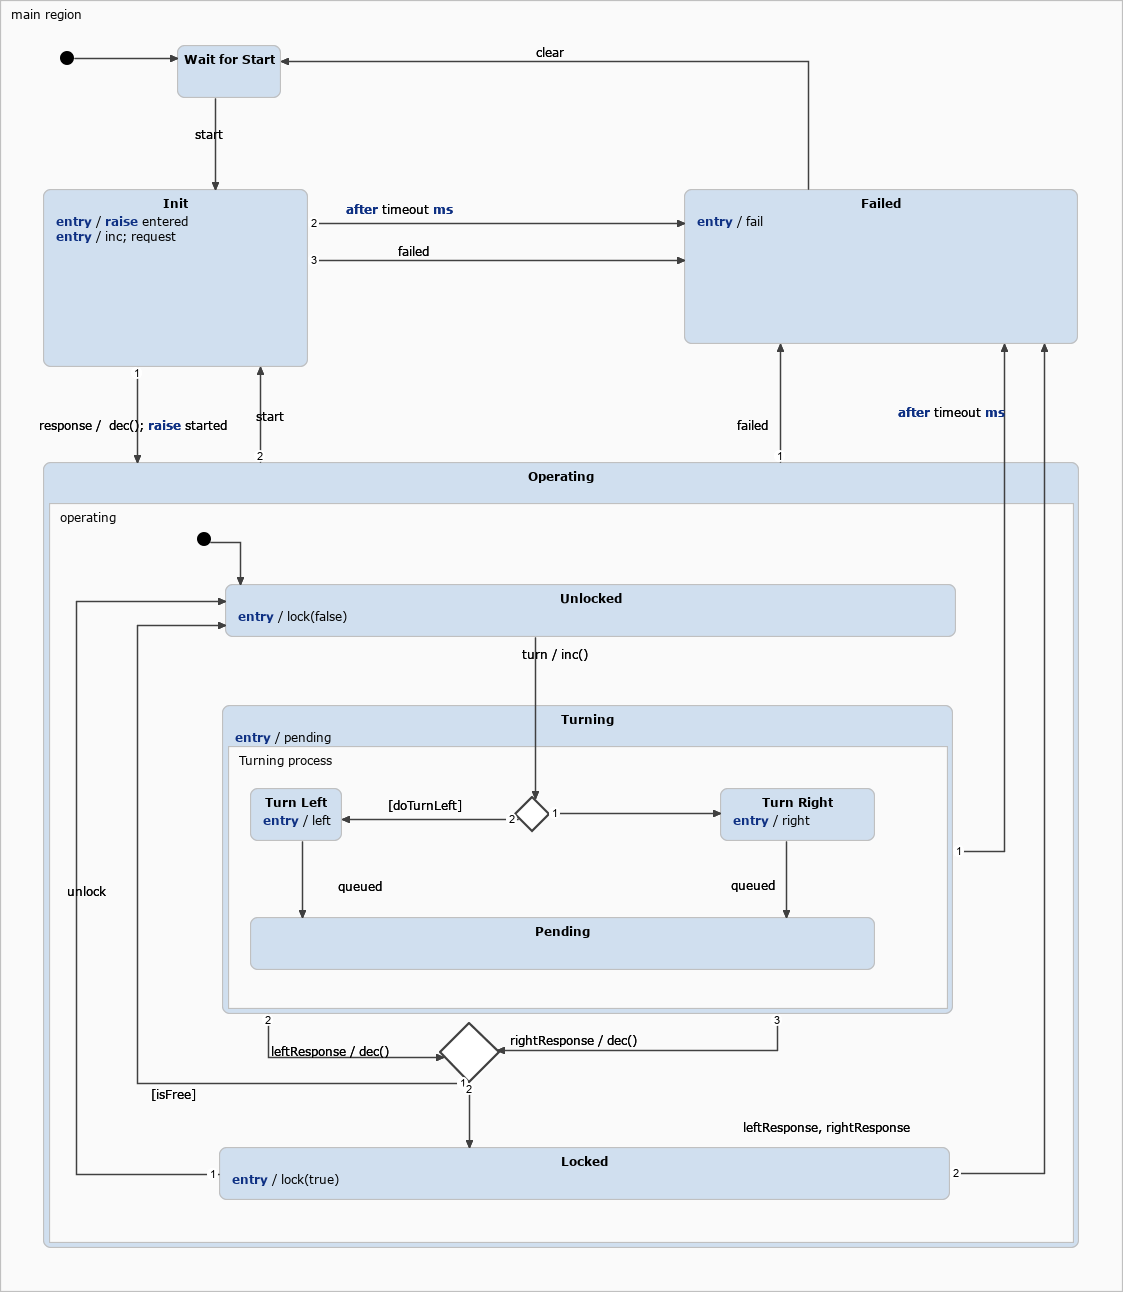 main region
Wait for Start
clear
start
Init
entry / raise entered
entry / inc; request
2
after timeout ms
3
failed
Failed
entry / fail
1
response / dec(); raise started
start
2
failed
1
after timeout ms
Operating
operating
Unlocked
entry / lock(false)
turn / inc()
Turning
entry / pending
Turning process
Turn Left
entry / left
[doTurnLeft]
2
1
Turn Right
entry / right
1
queued
queued
unlock
Pending
2
3
leftResponse / dec()
rightResponse / dec()
1
2
[isFree]
leftResponse, rightResponse
Locked
entry / lock(true)
1
2